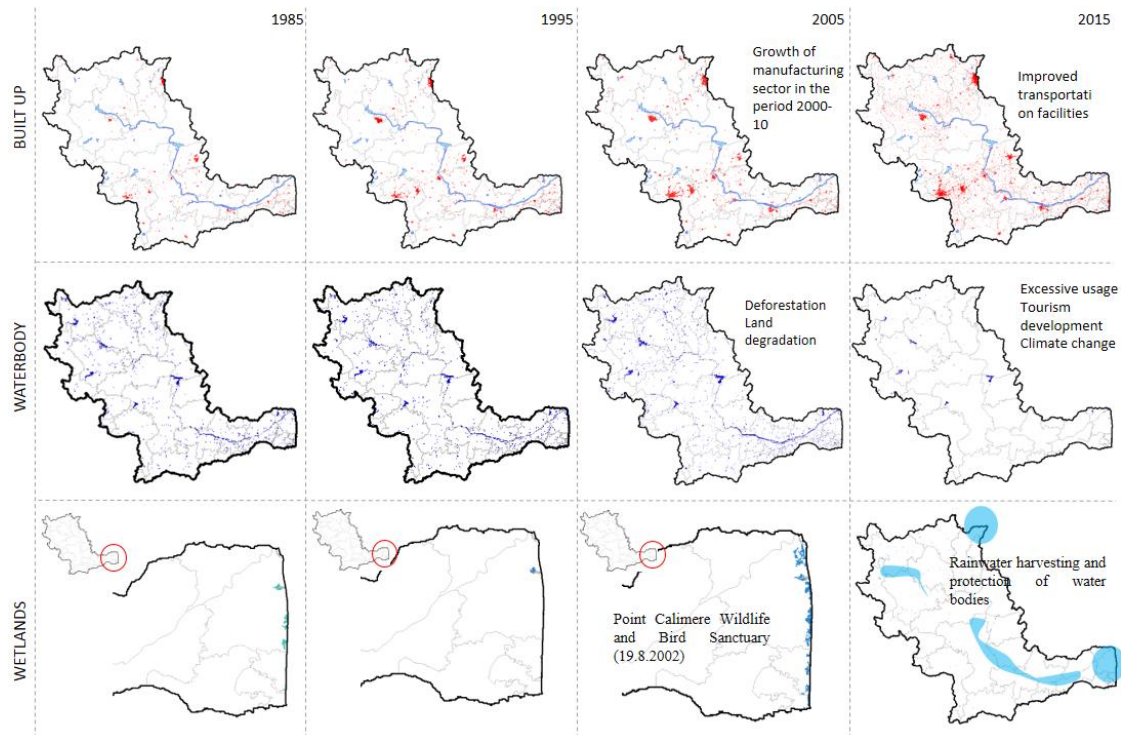 1985
1995
2005
2015
BUILT UP
Growth of
manufacturing
sector in the
period 2000-
10
Improved
transportati
on facilities
WATERBODY
Deforestation
Land
degradation
Excessive usage
Tourism
development
Climate change
WETLANDS
Point Calimere Wildlife
and Bird Sanctuary
(19.8.2002)
Rainwater harvesting and
protection of water
bodies